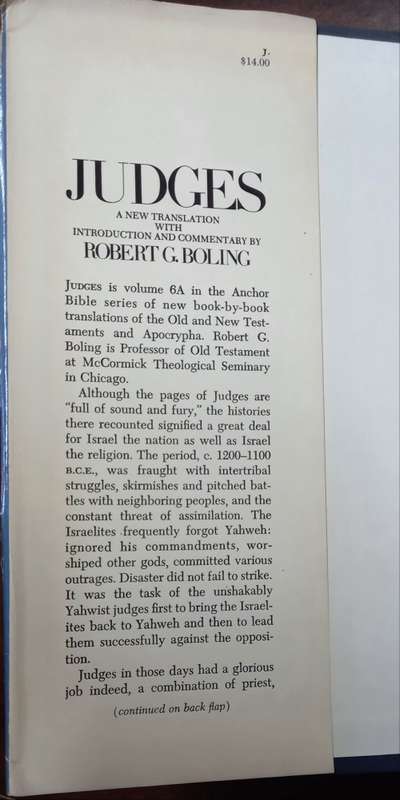 J.
$14.00
JUDGES
A NEW TRANSLATION
WITH
INTRODUCTION AND COMMENTARY BY
ROBERT G. BOLING
JUDGES is volume 6A in the Anchor
Bible series of new book-by-book
translations of the Old and New Test-
aments and Apocrypha. Robert G.
Boling is Professor of Old Testament
at McCormick Theological Seminary
in Chicago.
Although the pages of Judges are
“full of sound and fury,” the histories
there recounted signified a great deal
for Israel the nation as well as Israel
the religion. The period, c. 1200–1100
B.C.E., was fraught with intertribal
struggles, skirmishes and pitched bat-
tles with neighboring peoples, and the
constant threat of assimilation. The
Israelites frequently forgot Yahweh:
ignored his commandments, wor-
shiped other gods, committed various
outrages. Disaster did not fail to strike.
It was the task of the unshakably
Yahwist judges first to bring the Israel-
ites back to Yahweh and then to lead
them successfully against the opposi-
tion.
Judges in those days had a glorious
job indeed, a combination of priest,
(continued on back flap)